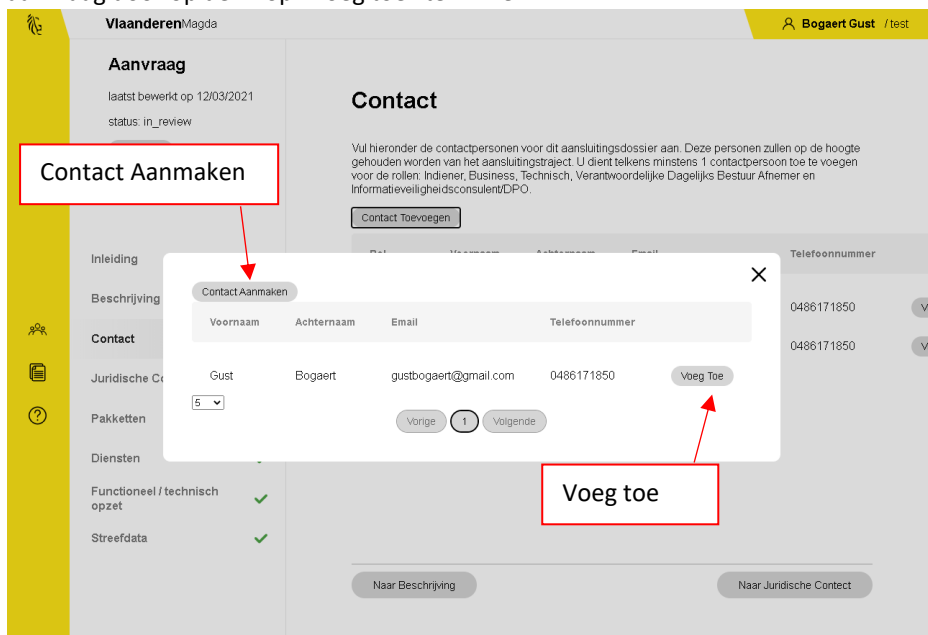 VlaanderenMagda
Bogaert Gust / test
Aanvraag
laatst bewerkt op 12/03/2021
status: in_review
Contact Aanmaken
Contact
Vul hieronder de contactpersonen voor dit aansluitingsdossier aan. Deze personen zullen op de hoogte
gehouden worden van het aansluitingstraject. U dient telkens minstens 1 contactpersoon toe te voegen
voor de rollen: Indiener, Business, Technisch, Verantwoordelijke Dagelijks Bestuur Afnemer en
Informatieveiligheidsconsulent/DPO.
Contact Toevoegen
Telefoonnummer
Inleiding
Beschrijving
Contact
Juridische Co
Pakketten
Diensten
Functioneel / technisch
opzet
Streefdata
Contact Aanmaken
Voornaam Achternaam Email Telefoonnummer
Gust Bogaert gustbogaert@gmail.com 0486171850 Voeg Toe
5
Vorige 1 Volgende
0486171850 V
0486171850 V
Voeg toe
Naar Beschrijving
Naar Juridische Contect